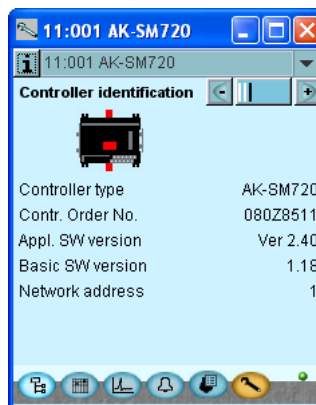 11:001 AK-SM720
11:001 AK-SM720
Controller identification
Controller type AK-SM720
Contr. Order No. 080Z8511
Appl. SW version Ver 2.40
Basic SW version 1.18
Network address 1